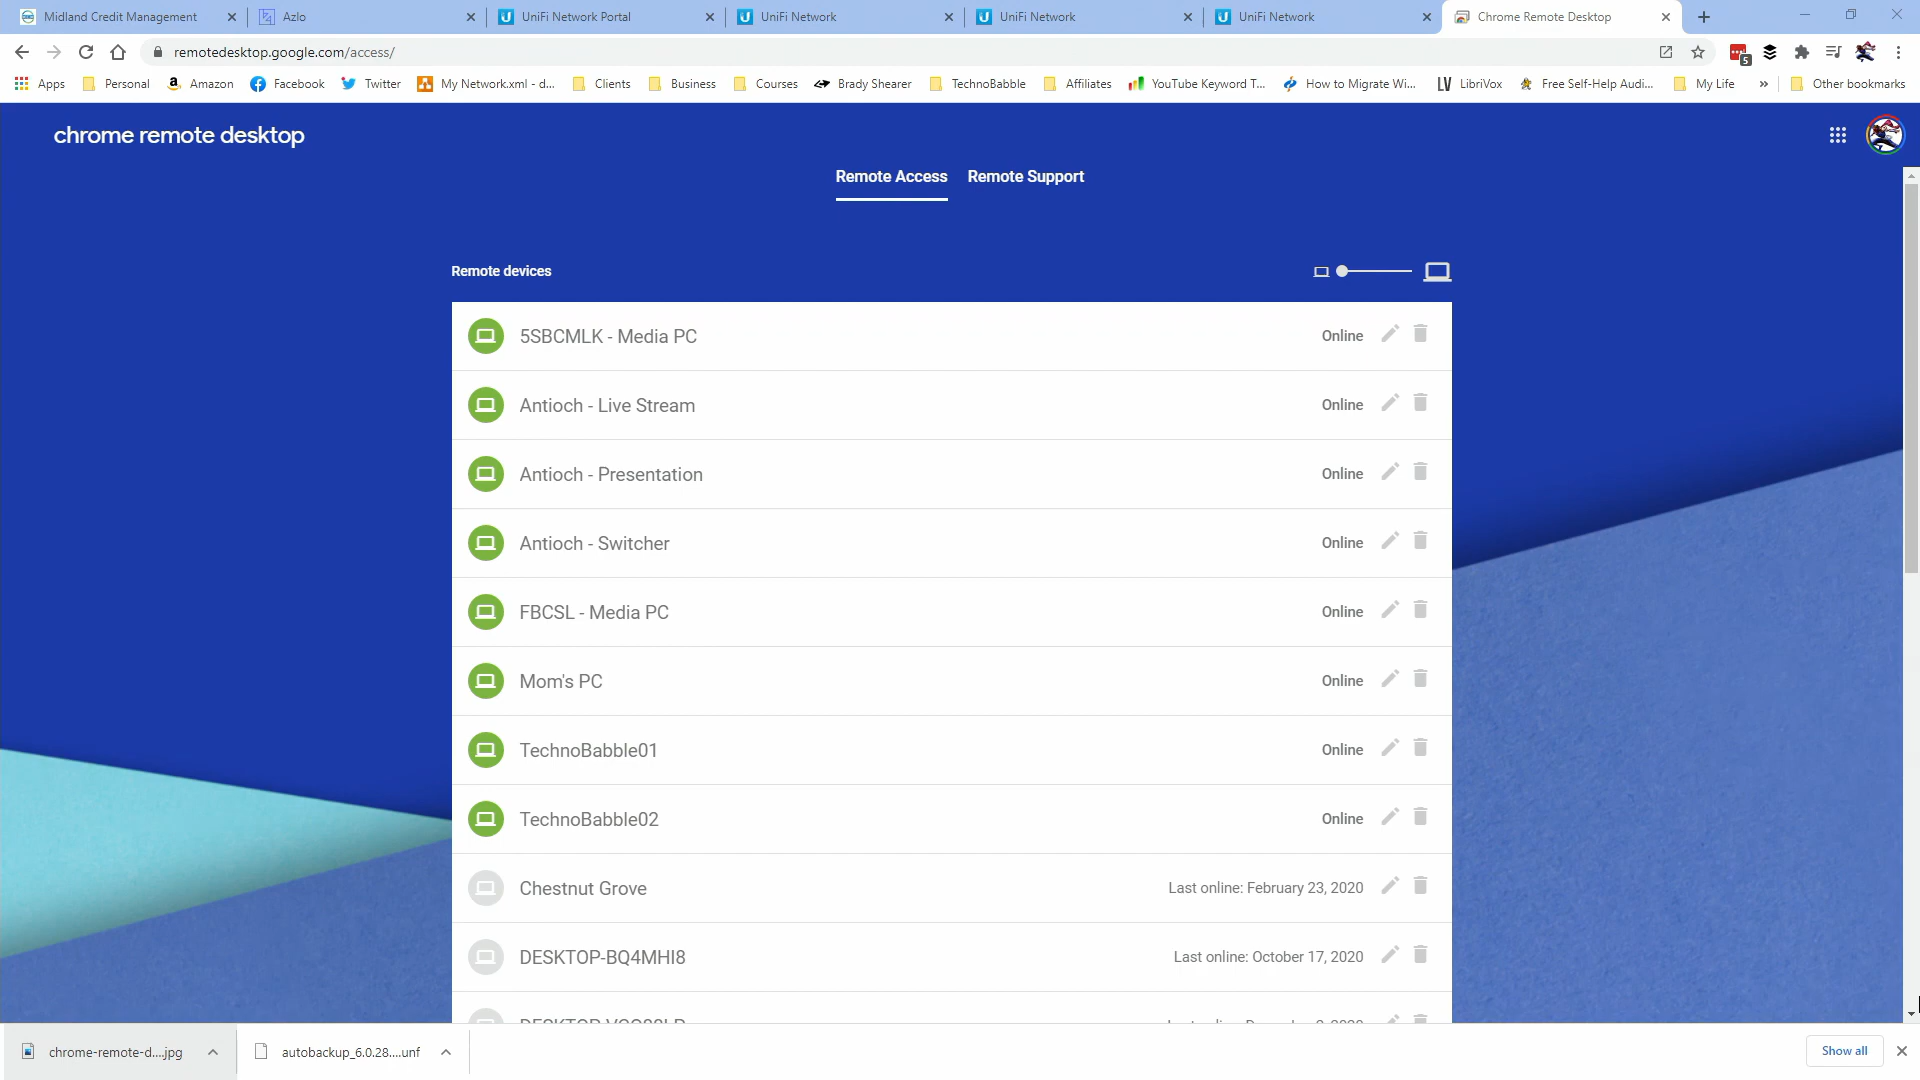 Midland Credit Management
Azlo
UniFi Network Portal
UniFi Network
UniFi Network
UniFi Network
Chrome Remote Desktop
remotedesktop.google.com/access/
5
Apps
Personal
Amazon
Facebook
Twitter
My Network.xml - d...
Clients
Business
Courses
Brady Shearer
TechnoBabble
Affiliates
YouTube Keyword T...
How to Migrate Wi...
LibriVox
Free Self-Help Audi...
My Life
»
Other bookmarks
chrome remote desktop
Remote Access
Remote Support
Remote devices
5SBCMLK - Media PC Online
Antioch - Live Stream Online
Antioch - Presentation Online
Antioch - Switcher Online
FBCSL - Media PC Online
Mom's PC Online
TechnoBabble01 Online
TechnoBabble02 Online
Chestnut Grove Last online: February 23, 2020
DESKTOP-BQ4MHI8 Last online: October 17, 2020
chrome-remote-d....jpg
autobackup_6.0.28....unf
Show all